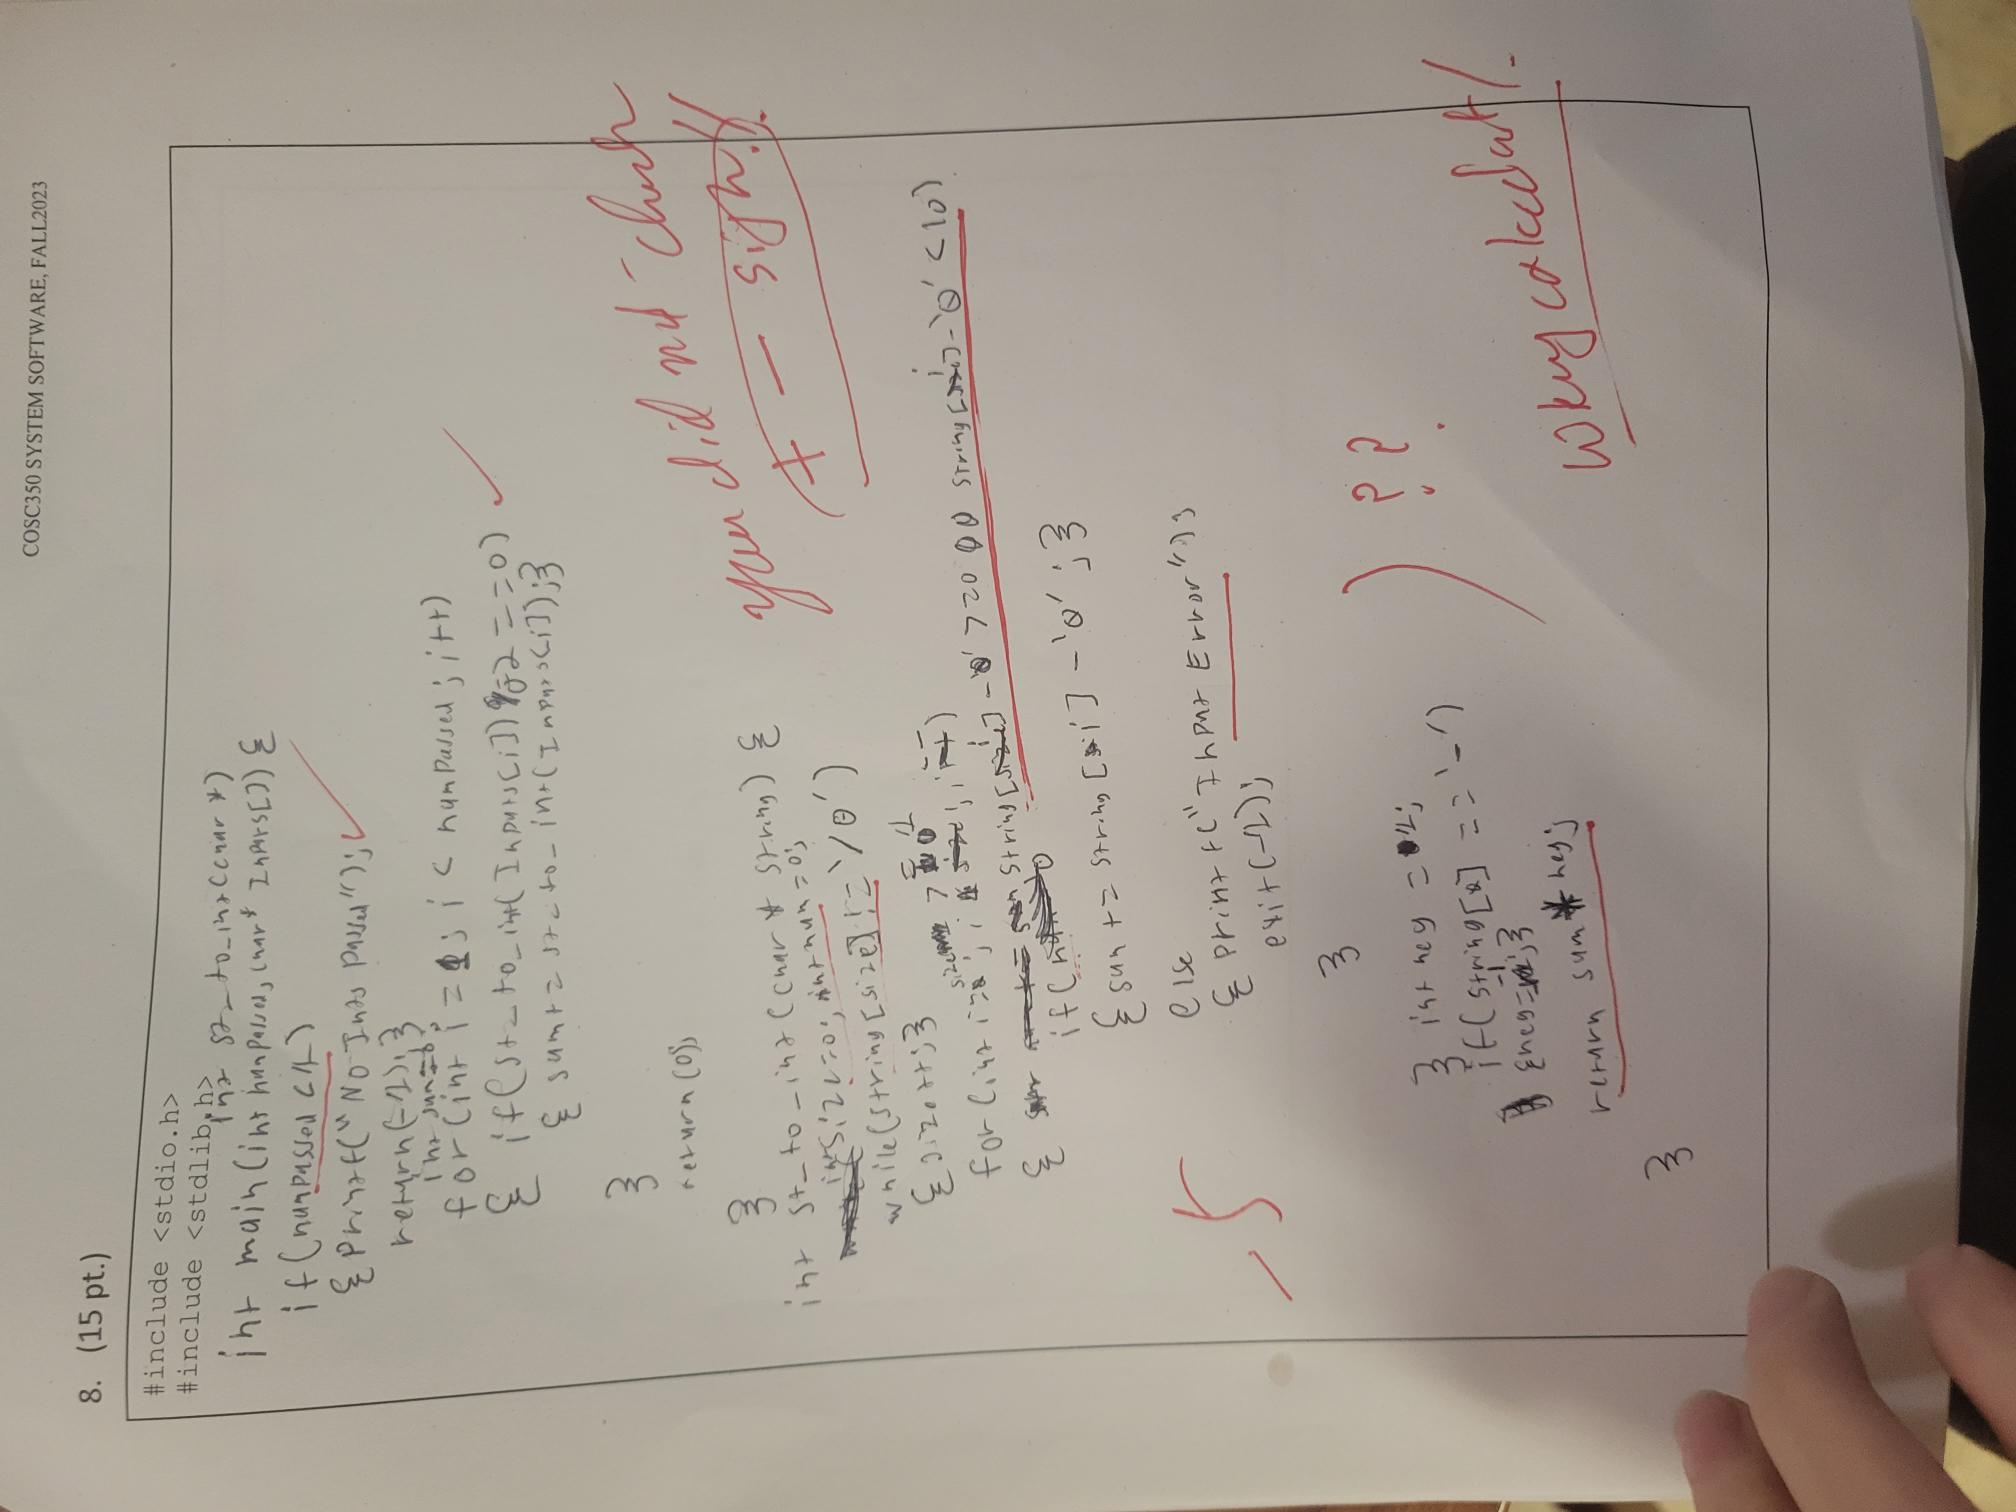 COSC350 SYSTEM SOFTWARE, FALL2023
8. (15 pt.)
#include <stdio.h>
#include <stdlib.h>
int st_to_int(char *)
int main(int numPassed, char* Inputs[]) {
if(numpassed <1)
{ Printf("No Ints Passed");
return(-1);}
int sum=0;
for(int i = 1; i < numPassed; i++)
{ if(st_to_int(Inputs[i]) %2 == 0)
{ sum+= st_to_int(Inputs[i]);}
}
return(0);
you did not check
+ - sign!!
}
int st_to_int(char * string) {
int size=0; int num=0;
while(string[size] != '\0')
{size++;}
for(int i= size; i >= 1; i--)
{ string[i] - '0' >=0 && string[i]-'0' <10)
if(
{sum += string[i] - '0';}
-5
else
{ printf("Input Error");
exit(-1);
}
} int neg = 1;
if(string[0] == '-')
{neg=-1;}
??
return sum * neg;
}